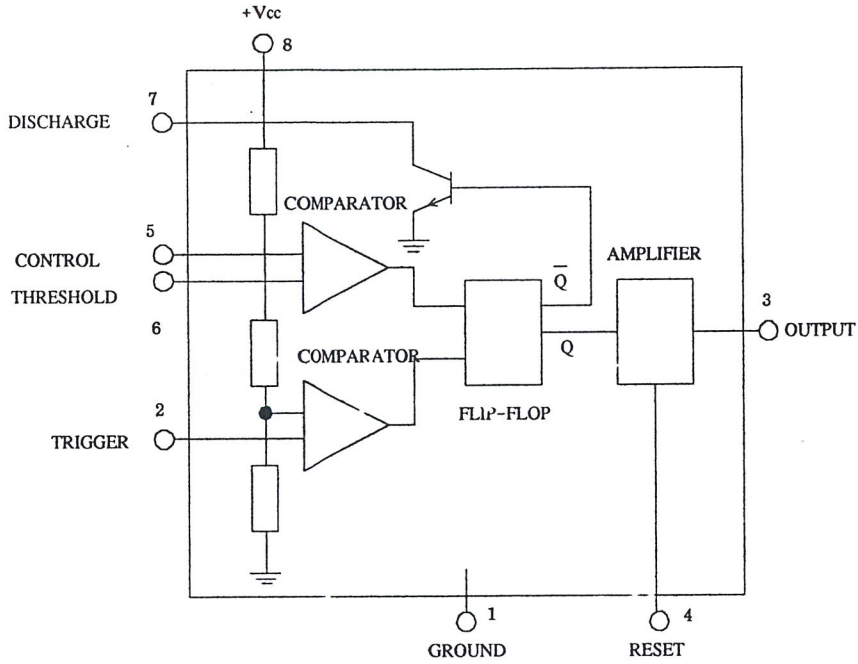 +Vcc
8
7
DISCHARGE
COMPARATOR
5
CONTROL
THRESHOLD
Q̅
AMPLIFIER
3
OUTPUT
6
COMPARATOR
Q
2
FLIP-FLOP
TRIGGER
1
4
GROUND
RESET